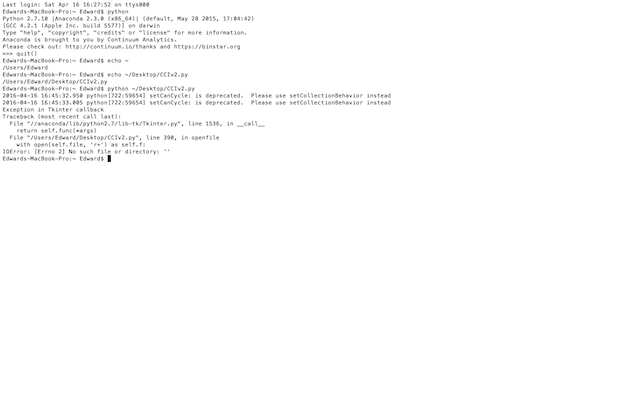 Last login: Sat Apr 16 16:27:52 on ttys000
Edwards-MacBook-Pro:~ Edward$ python
Python 2.7.10 |Anaconda 2.3.0 (x86_64)| (default, May 28 2015, 17:04:42)
[GCC 4.2.1 (Apple Inc. build 5577)] on darwin
Type "help", "copyright", "credits" or "license" for more information.
Anaconda is brought to you by Continuum Analytics.
Please check out: http://continuum.io/thanks and https://binstar.org
>>> quit()
Edwards-MacBook-Pro:~ Edward$ echo ~
/Users/Edward
Edwards-MacBook-Pro:~ Edward$ echo ~/Desktop/CCIv2.py
/Users/Edward/Desktop/CCIv2.py
Edwards-MacBook-Pro:~ Edward$ python ~/Desktop/CCIv2.py
2016-04-16 16:45:32.950 python[722:59654] setCanCycle: is deprecated.  Please use setCollectionBehavior instead
2016-04-16 16:45:33.005 python[722:59654] setCanCycle: is deprecated.  Please use setCollectionBehavior instead
Exception in Tkinter callback
Traceback (most recent call last):
  File "//anaconda/lib/python2.7/lib-tk/Tkinter.py", line 1536, in __call__
    return self.func(*args)
  File "/Users/Edward/Desktop/CCIv2.py", line 390, in openfile
    with open(self.file, 'r+') as self.f:
IOError: [Errno 2] No such file or directory: ''
Edwards-MacBook-Pro:~ Edward$